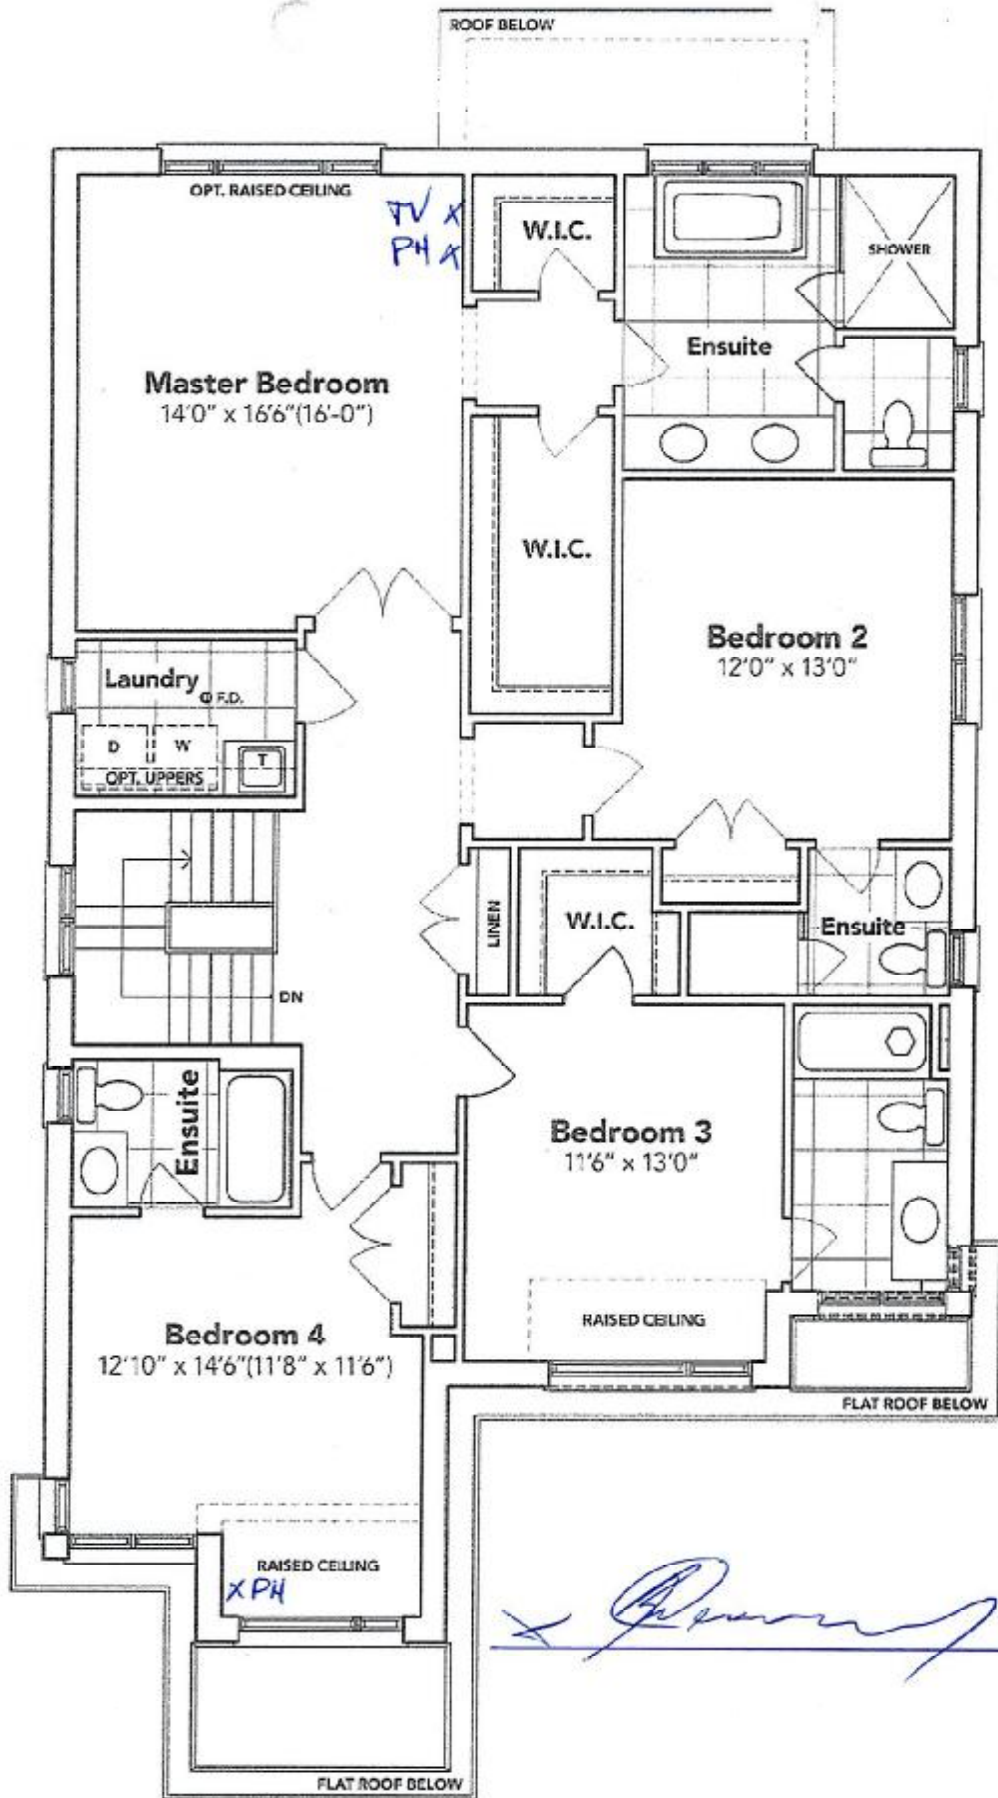 ROOF BELOW
OPT. RAISED CEILING
TV X
PH X
W.I.C.
SHOWER
Ensuite
Master Bedroom
14'0" x 16'6"(16'-0")
W.I.C.
Bedroom 2
12'0" x 13'0"
Laundry
F.D.
D
W
T
OPT. UPPERS
LINEN
W.I.C.
Ensuite
DN
Ensuite
Bedroom 3
11'6" x 13'0"
RAISED CEILING
Bedroom 4
12'10" x 14'6"(11'8" x 11'6")
FLAT ROOF BELOW
RAISED CEILING
X PH
X
FLAT ROOF BELOW